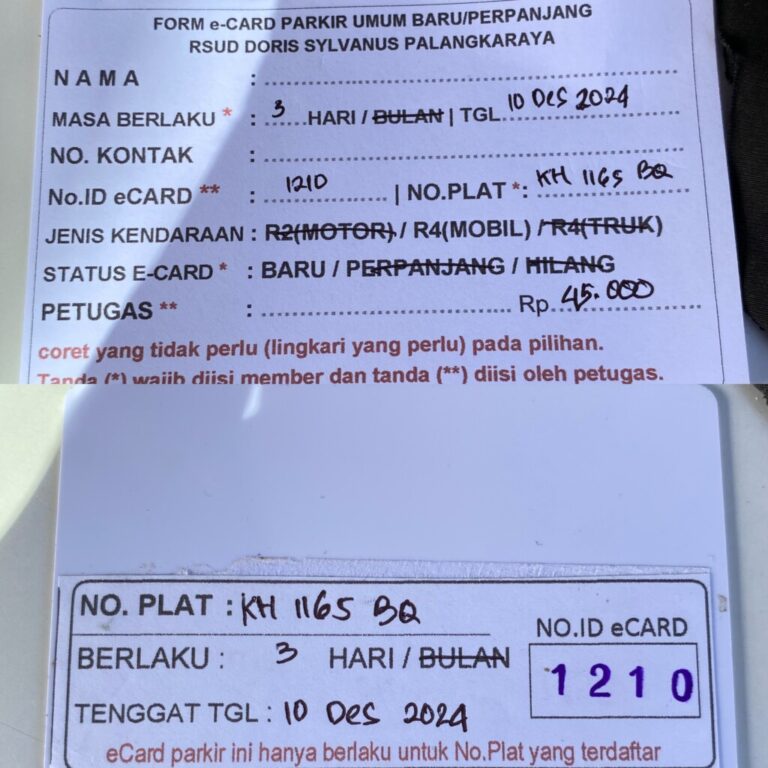 FORM e-CARD PARKIR UMUM BARU/PERPANJANG
RSUD DORIS SYLVANUS PALANGKARAYA
NAMA : ........................................
MASA BERLAKU * : ..3....HARI / BULAN | TGL. 10 Des 2024
NO. KONTAK : ........................................
No.ID eCARD ** : 1210 | NO.PLAT *: KH 1165 BQ
JENIS KENDARAAN : R2(MOTOR) / R4(MOBIL) / R4(TRUK)
STATUS E-CARD * : BARU / PERPANJANG / HILANG
PETUGAS ** : ........................................ Rp. 45.000
coret yang tidak perlu (lingkari yang perlu) pada pilihan.
Tanda (*) wajib diisi member dan tanda (**) diisi oleh petugas.
NO. PLAT : KH 1165 BQ
NO.ID eCARD
BERLAKU : 3 HARI / BULAN
1210
TENGGAT TGL : 10 Des 2024
eCard parkir ini hanya berlaku untuk No.Plat yang terdaftar